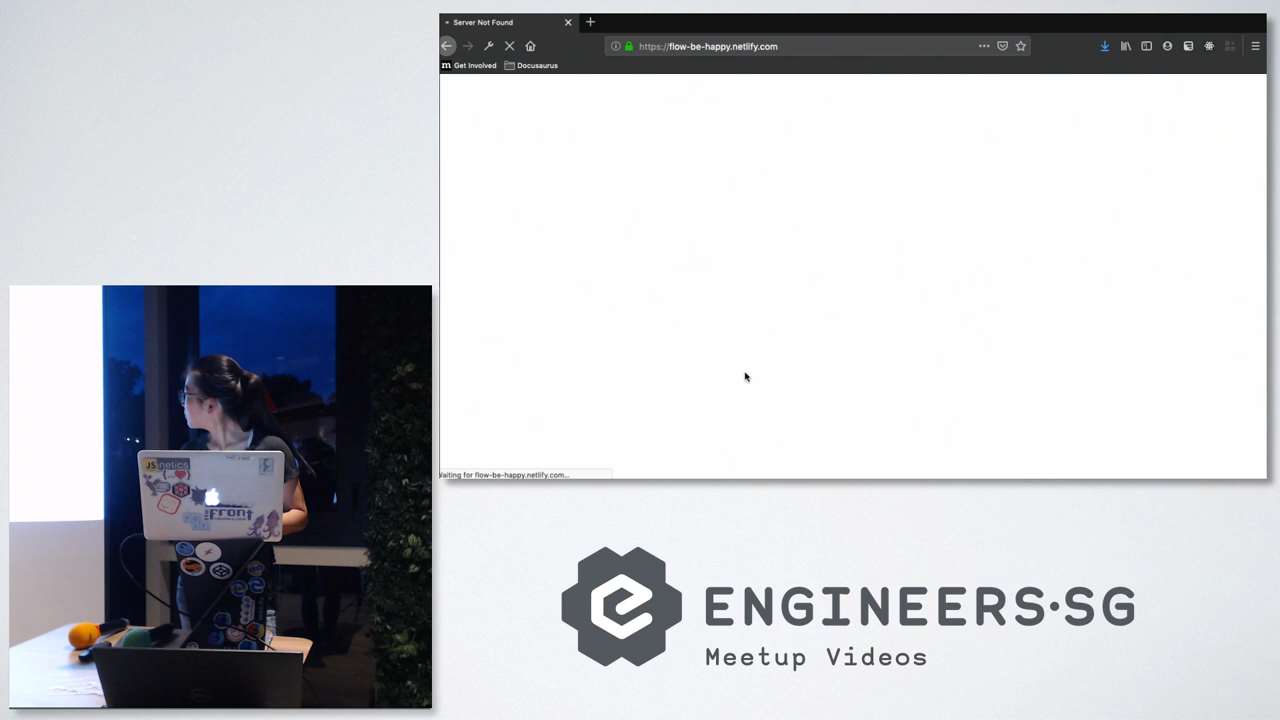 Server Not Found
https://flow-be-happy.netlify.com
m Get Involved
Docusaurus
Waiting for flow-be-happy.netlify.com...
JS netics
front
ENGINEERS·SG
Meetup Videos